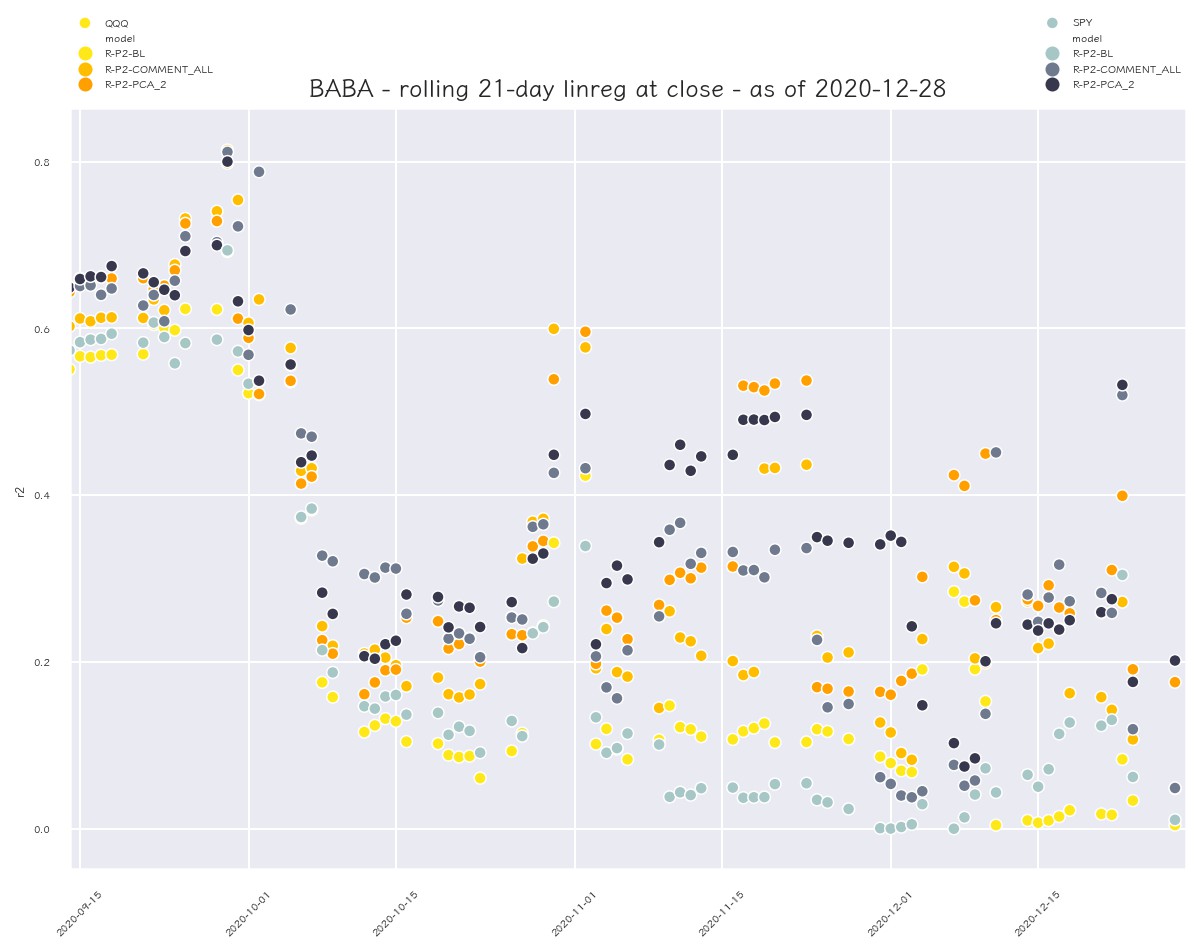 QQQ
model
R-P2-BL
R-P2-COMMENT_ALL
R-P2-PCA_2
SPY
model
R-P2-BL
R-P2-COMMENT_ALL
R-P2-PCA_2
BABA - rolling 21-day linreg at close - as of 2020-12-28
r2
0.8
0.6
0.4
0.2
0.0
2020-09-15
2020-10-01
2020-10-15
2020-11-01
2020-11-15
2020-12-01
2020-12-15